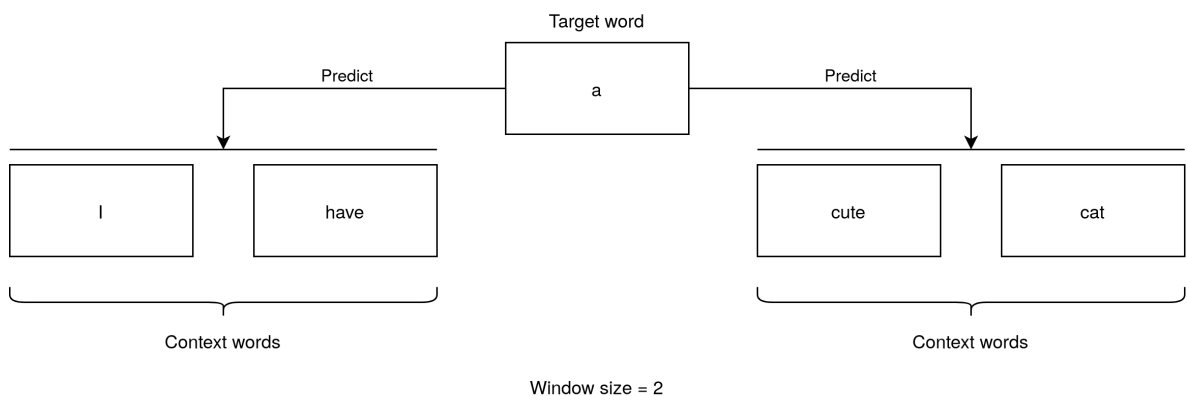 Target word
Predict
a
Predict
I
have
cute
cat
Context words
Context words
Window size = 2